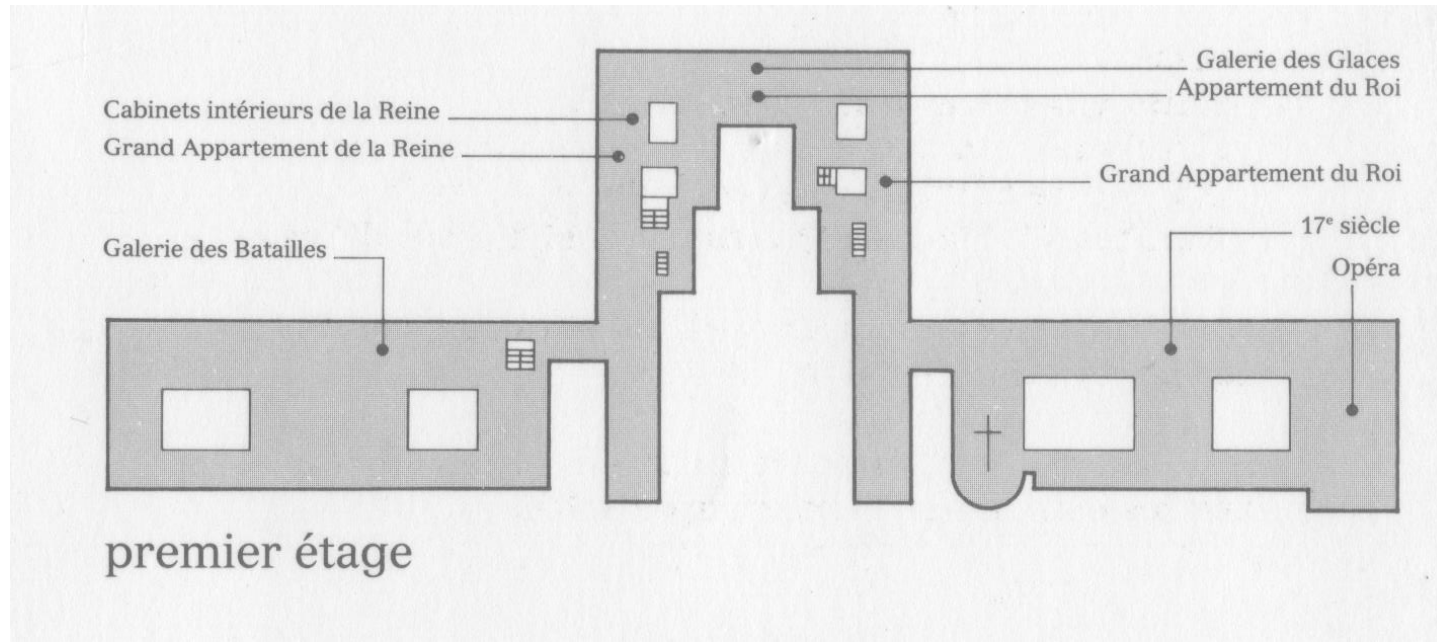 Galerie des Glaces
Appartement du Roi
Cabinets intérieurs de la Reine
Grand Appartement de la Reine
Grand Appartement du Roi
17e siècle
Galerie des Batailles
Opéra
premier étage